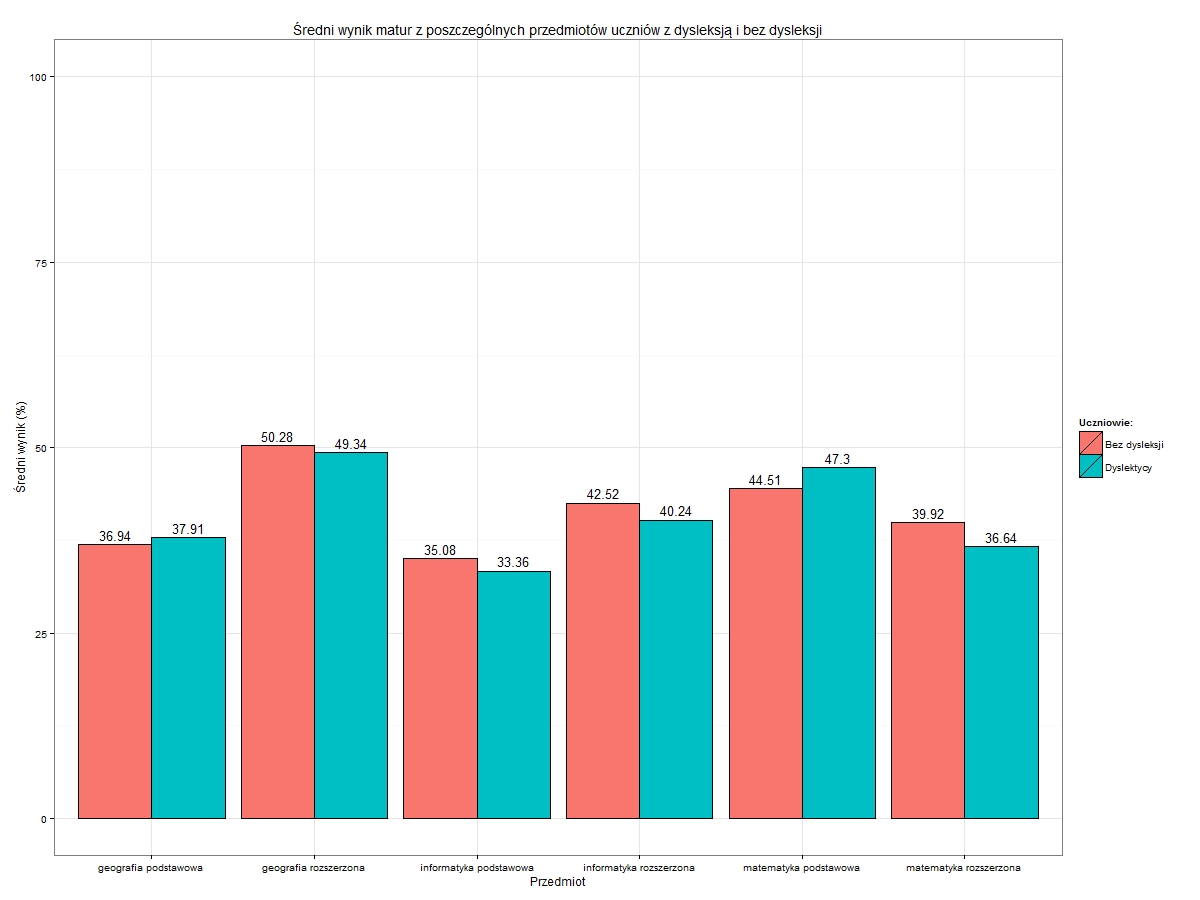 Średni wynik matur z poszczególnych przedmiotów uczniów z dysleksją i bez dysleksji
100
75
50
25
0
Średni wynik (%)
36.94
37.91
50.28
49.34
35.08
33.36
42.52
40.24
44.51
47.3
39.92
36.64
geografia podstawowa
geografia rozszerzona
informatyka podstawowa
informatyka rozszerzona
matematyka podstawowa
matematyka rozszerzona
Przedmiot
Uczniowie:
Bez dysleksji
Dyslektycy